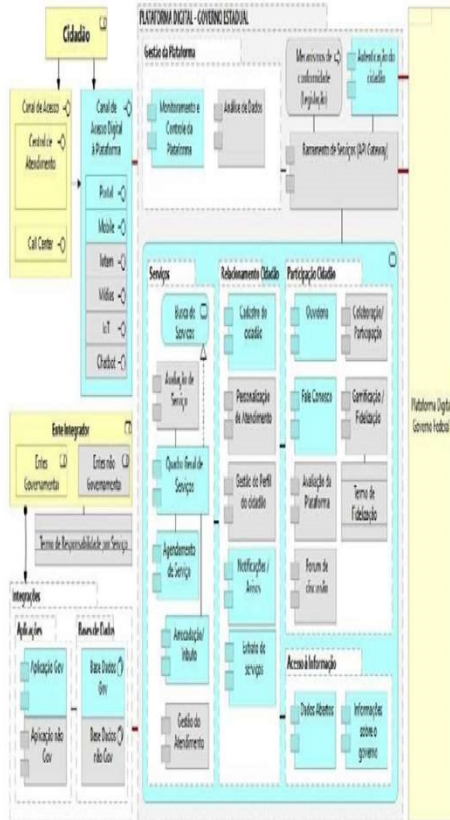 Cidadão
Canal de Acesso
Central de
Atendimento
Call Center
Canal de
Acesso Digital
à Plataforma
Portal
Mobile
Totem
Mídias
IoT
Chatbot
PLATAFORMA DIGITAL - GOVERNO ESTADUAL
Gestão da Plataforma
Monitoramento e
Controle da
Plataforma
Análise de Dados
Mecanismos de
conformidade
(Legislação)
Autenticação do
cidadão
Barramento de Serviços (API Gateway)
Serviços
Busca de
Serviços
Avaliação de
Serviço
Quadro Geral de
Serviços
Agendamento
de Serviço
Arrecadação/
Tributo
Gestão do
Atendimento
Relacionamento Cidadão
Cadastro do
cidadão
Personalização
de Atendimento
Gestão do Perfil
do cidadão
Notificações /
Avisos
Extrato de
serviços
Participação Cidadão
Ouvidoria
Colaboração/
Participação
Fale Conosco
Gamificação /
Fidelização
Avaliação da
Plataforma
Termo de
Fidelização
Forum de
discussão
Acesso à Informação
Dados Abertos
Informações
sobre o
governo
Ente Integrador
Entes
Governamentai
Entes não
Governamenta
Termo de Responsabilidade por Serviço
Integrações
Aplicações
Aplicação Gov
Aplicação não
Gov
Bases de Dados
Base Dados
Gov
Base Dados
não Gov
Plataforma Digital
Governo Federal